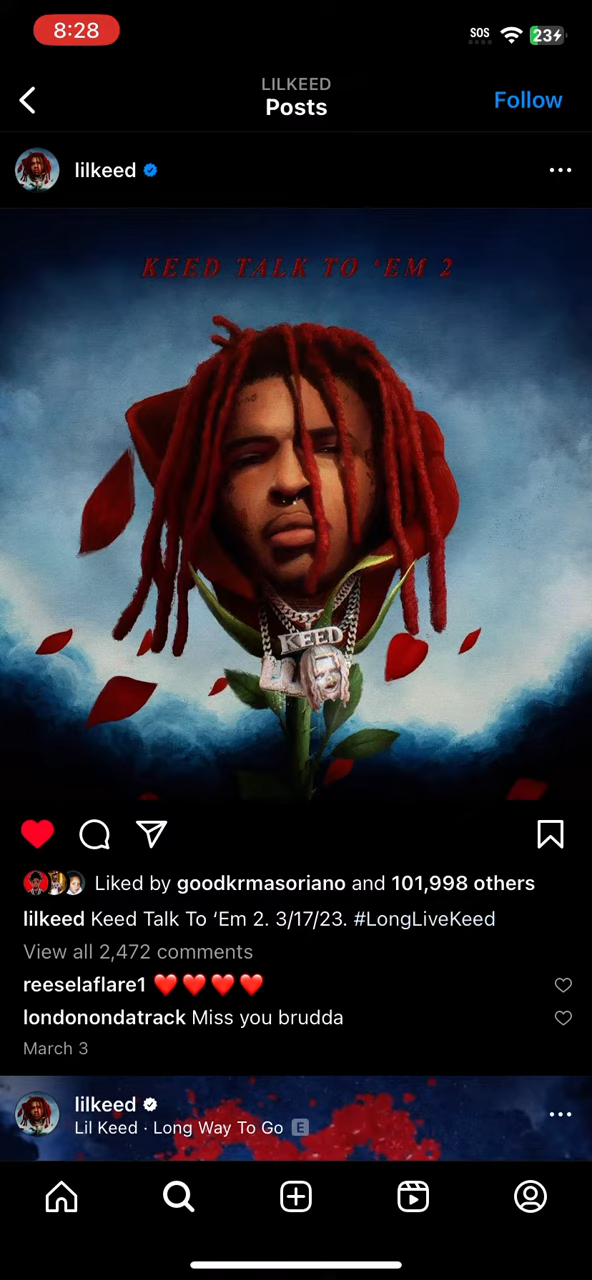 8:28
SOS
23
LILKEED
Posts
Follow
lilkeed
KEED TALK TO ‘EM 2
KEED
Liked by goodkrmasoriano and 101,998 others
lilkeed Keed Talk To ‘Em 2. 3/17/23. #LongLiveKeed
View all 2,472 comments
reeselaflare1 ❤️❤️❤️❤️
londonondatrack Miss you brudda
March 3
lilkeed
Lil Keed · Long Way To Go E